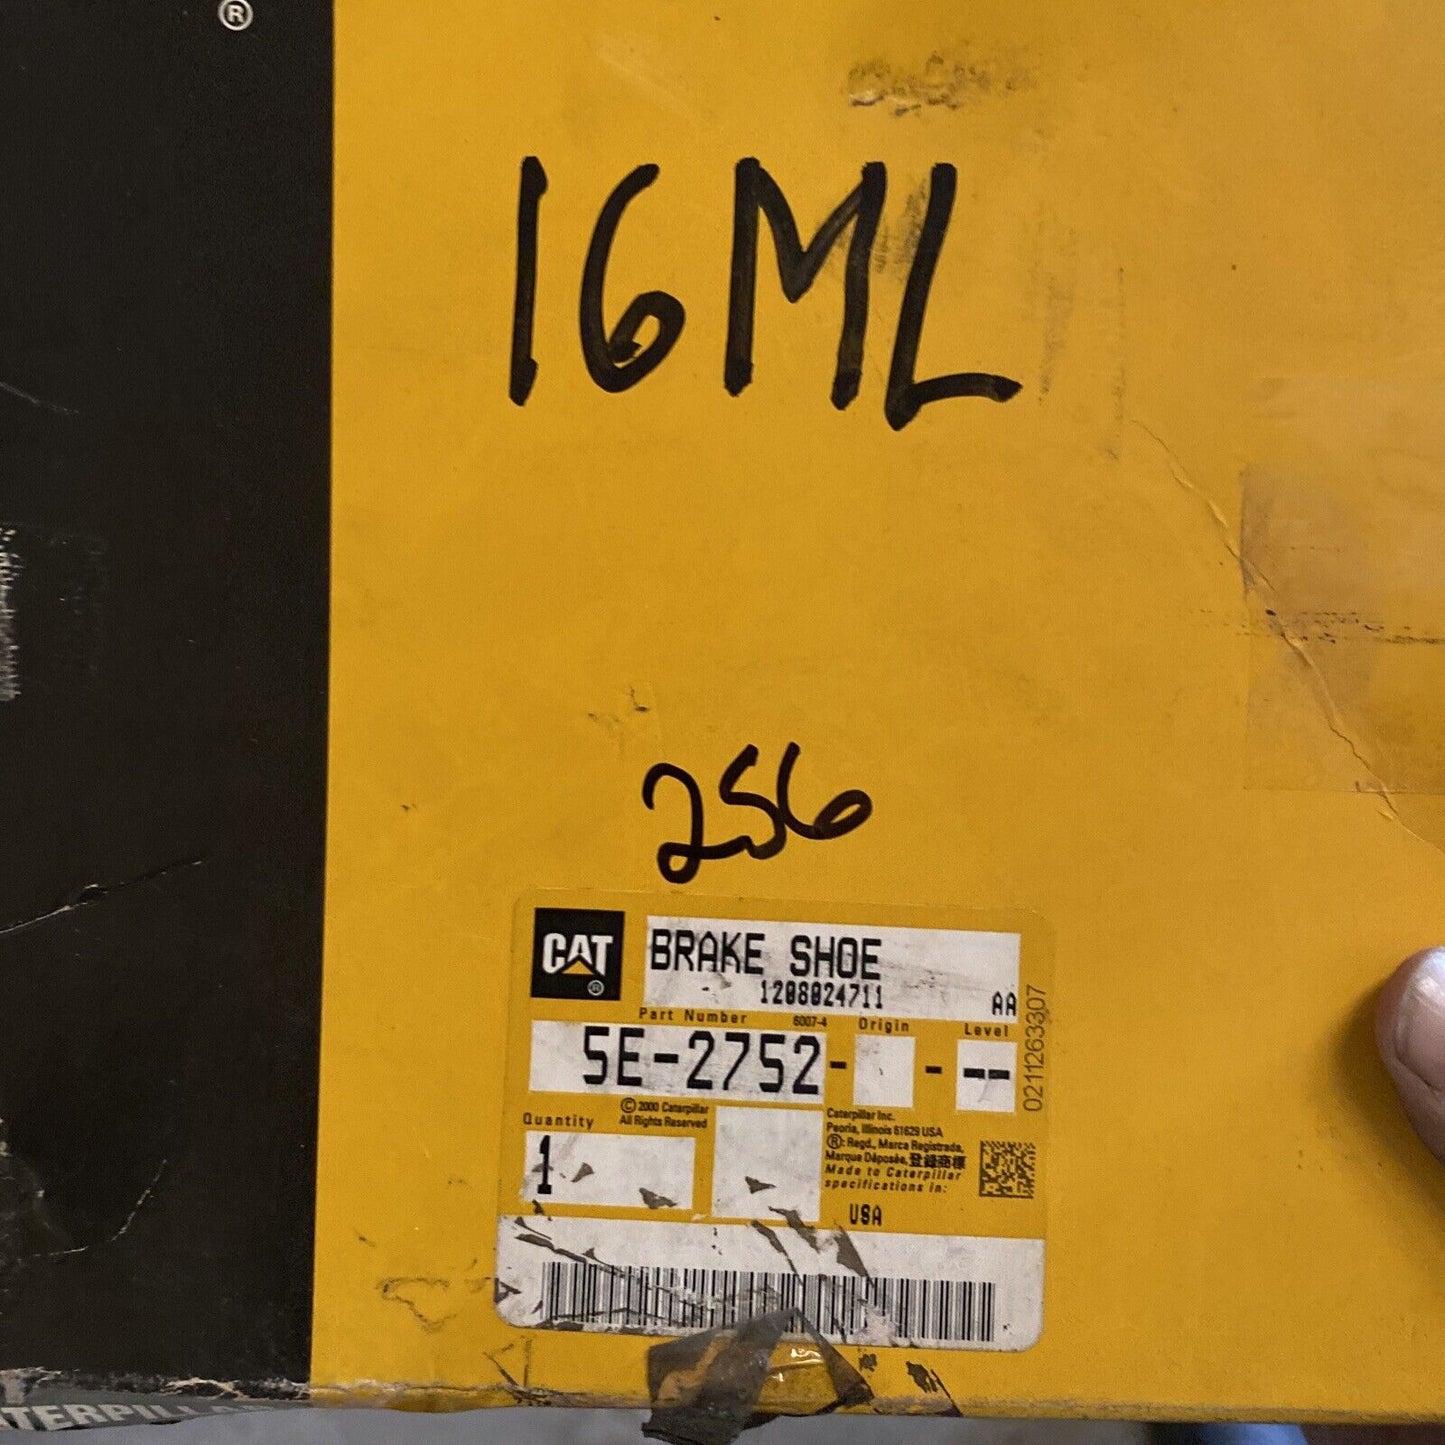 ®
16ML
256
CAT
®
BRAKE SHOE
1208024711
AA
Part Number
6007-4
Origin
Level
5E-2752- - --
0211263307
Quantity
© 2000 Caterpillar
All Rights Reserved
1
Caterpillar Inc.
Peoria, Illinois 61629 USA
®: Regd., Marca Registrada,
Marque Déposée, 登録商標
Made to Caterpillar
specifications in:
USA